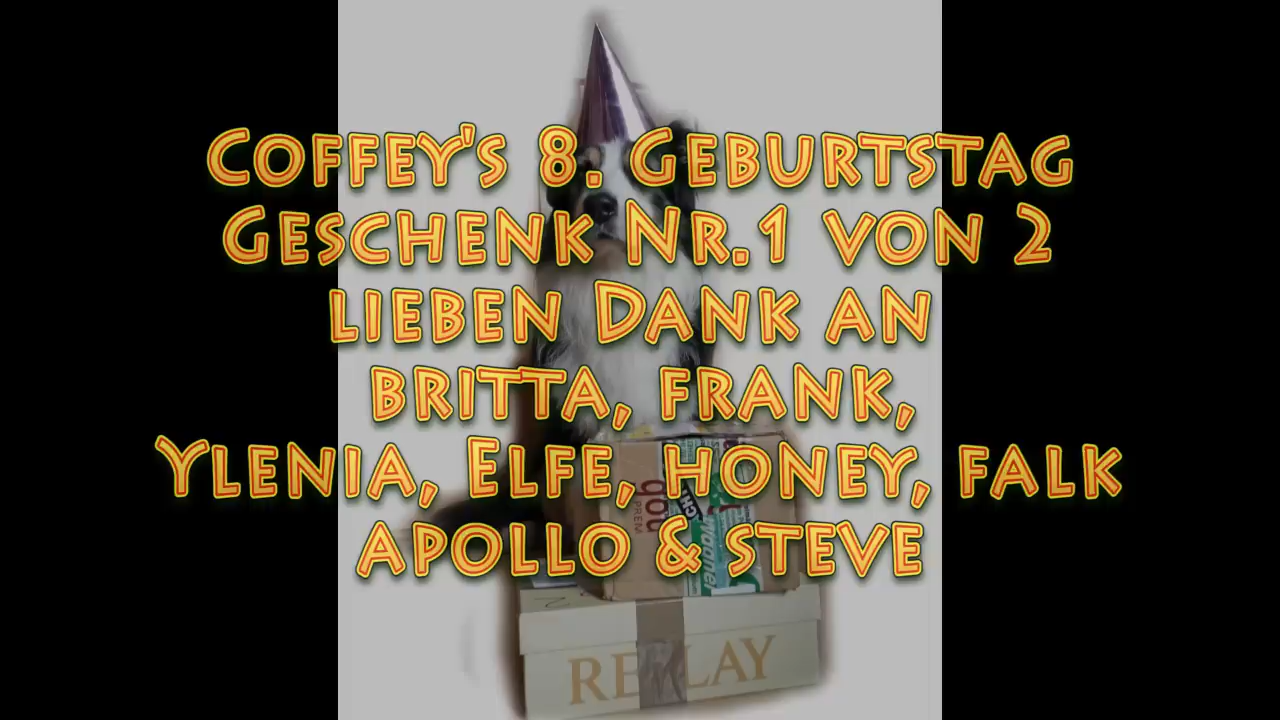 Coffey's 8. Geburtstag
Geschenk Nr.1 von 2
lieben Dank an
britta, frank,
Ylenia, Elfe, honey, falk
apollo & steve
REPLAY